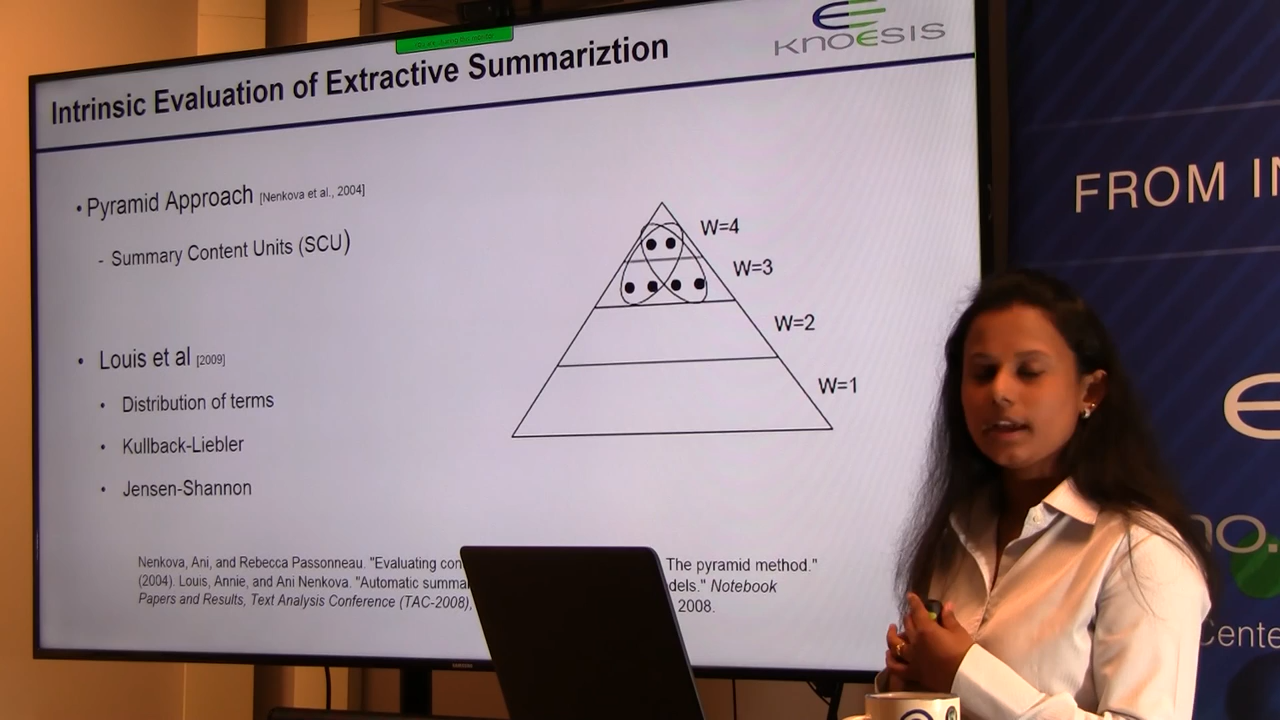 Intrinsic Evaluation of Extractive Summariztion
KNOESIS
• Pyramid Approach [Nenkova et al., 2004]
- Summary Content Units (SCU)
W=4
W=3
W=2
W=1
• Louis et al [2009]
• Distribution of terms
• Kullback-Liebler
• Jensen-Shannon
Nenkova, Ani, and Rebecca Passonneau. "Evaluating con The pyramid method."
(2004). Louis, Annie, and Ani Nenkova. "Automatic summa dels." Notebook
Papers and Results, Text Analysis Conference (TAC-2008), 2008.
SAMSUNG
FROM IN
no.
Cente